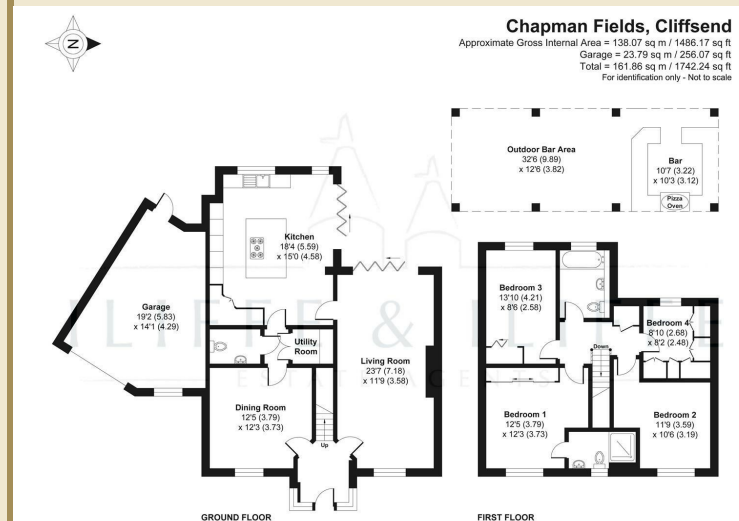 Chapman Fields, Cliffsend
Approximate Gross Internal Area = 138.07 sq m / 1486.17 sq ft
Garage = 23.79 sq m / 256.07 sq ft
Total = 161.86 sq m / 1742.24 sq ft
For identification only - Not to scale
N
Outdoor Bar Area
32'6 (9.89)
x 12'6 (3.82)
Bar
10'7 (3.22)
x 10'3 (3.12)
Pizza
Oven
Kitchen
18'4 (5.59)
x 15'0 (4.58)
Garage
19'2 (5.83)
x 14'1 (4.29)
Utility
Room
Living Room
23'7 (7.18)
x 11'9 (3.58)
Dining Room
12'5 (3.79)
x 12'3 (3.73)
Up
Bedroom 3
13'10 (4.21)
x 8'6 (2.58)
Bedroom 4
8'10 (2.68)
x 8'2 (2.48)
Down
Bedroom 1
12'5 (3.79)
x 12'3 (3.73)
Bedroom 2
11'9 (3.59)
x 10'6 (3.19)
ILIFFE & ILIFFE
ESTATE AGENTS
GROUND FLOOR
FIRST FLOOR